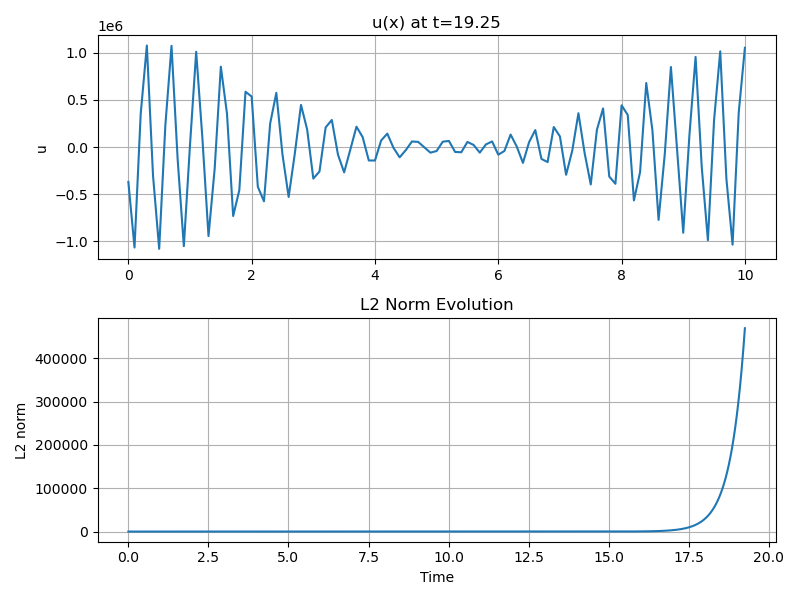 u(x) at t=19.25
1e6
1.0
0.5
0.0
−0.5
−1.0
u
0 2 4 6 8 10
L2 Norm Evolution
400000
300000
200000
100000
0
L2 norm
0.0 2.5 5.0 7.5 10.0 12.5 15.0 17.5 20.0
Time